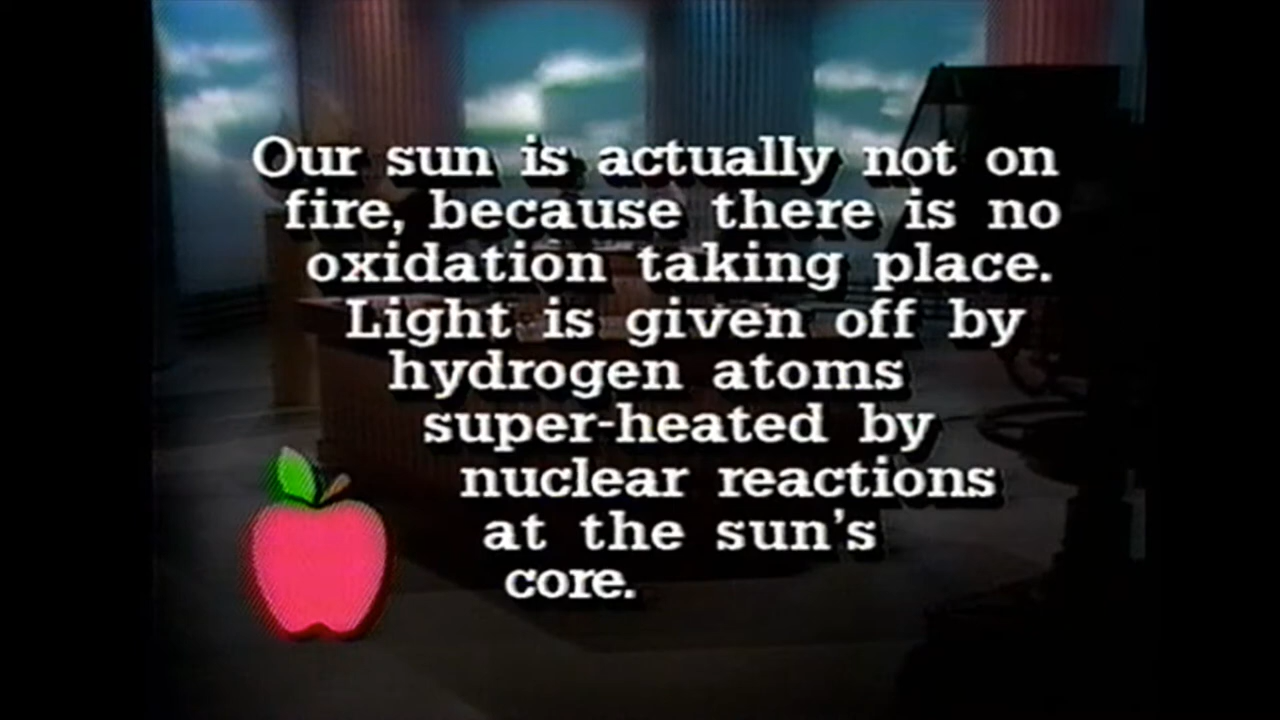 Our sun is actually not on
fire, because there is no
oxidation taking place.
Light is given off by
hydrogen atoms
super-heated by
nuclear reactions
at the sun's
core.